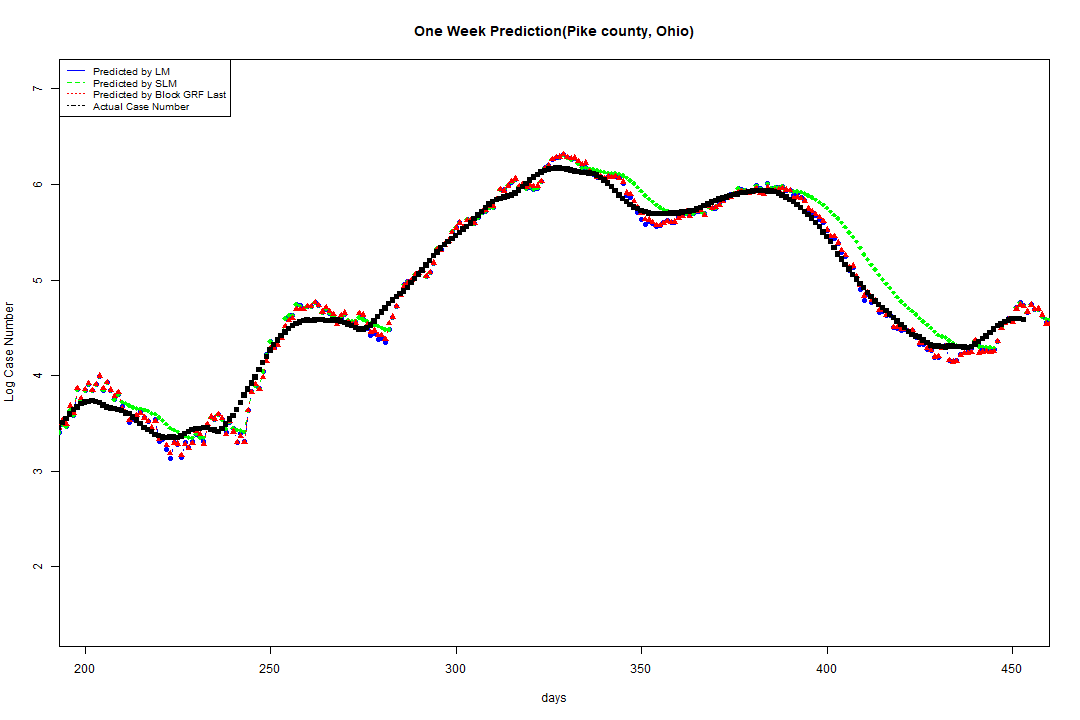 One Week Prediction(Pike county, Ohio)
Predicted by LM
Predicted by SLM
Predicted by Block GRF Last
Actual Case Number
7
6
5
4
3
2
Log Case Number
200 250 300 350 400 450
days